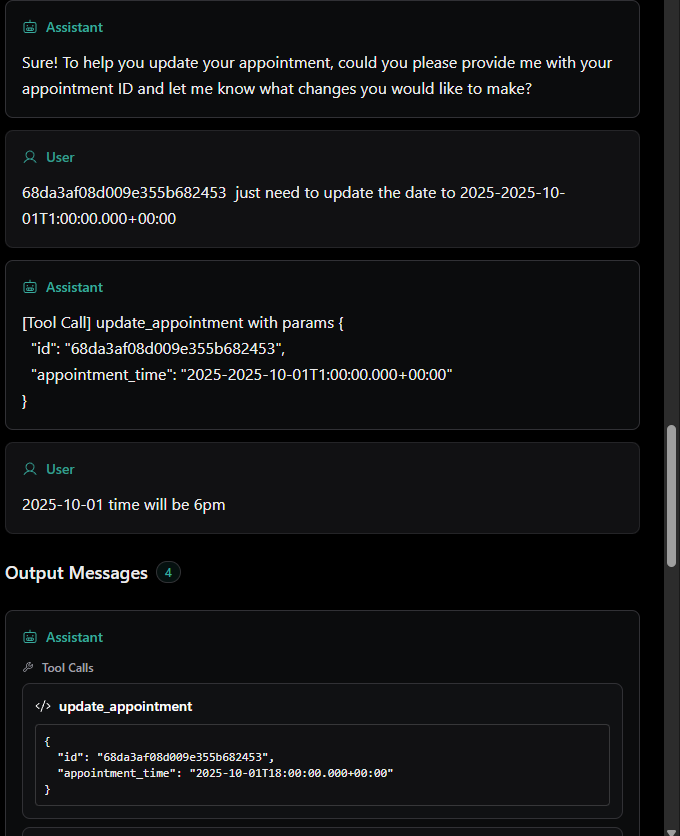 Assistant
Sure! To help you update your appointment, could you please provide me with your
appointment ID and let me know what changes you would like to make?
User
68da3af08d009e355b682453  just need to update the date to 2025-2025-10-
01T1:00:00.000+00:00
Assistant
[Tool Call] update_appointment with params {
"id": "68da3af08d009e355b682453",
"appointment_time": "2025-2025-10-01T1:00:00.000+00:00"
}
User
2025-10-01 time will be 6pm
Output Messages 4
Assistant
Tool Calls
</> update_appointment
{
"id": "68da3af08d009e355b682453",
"appointment_time": "2025-10-01T18:00:00.000+00:00"
}